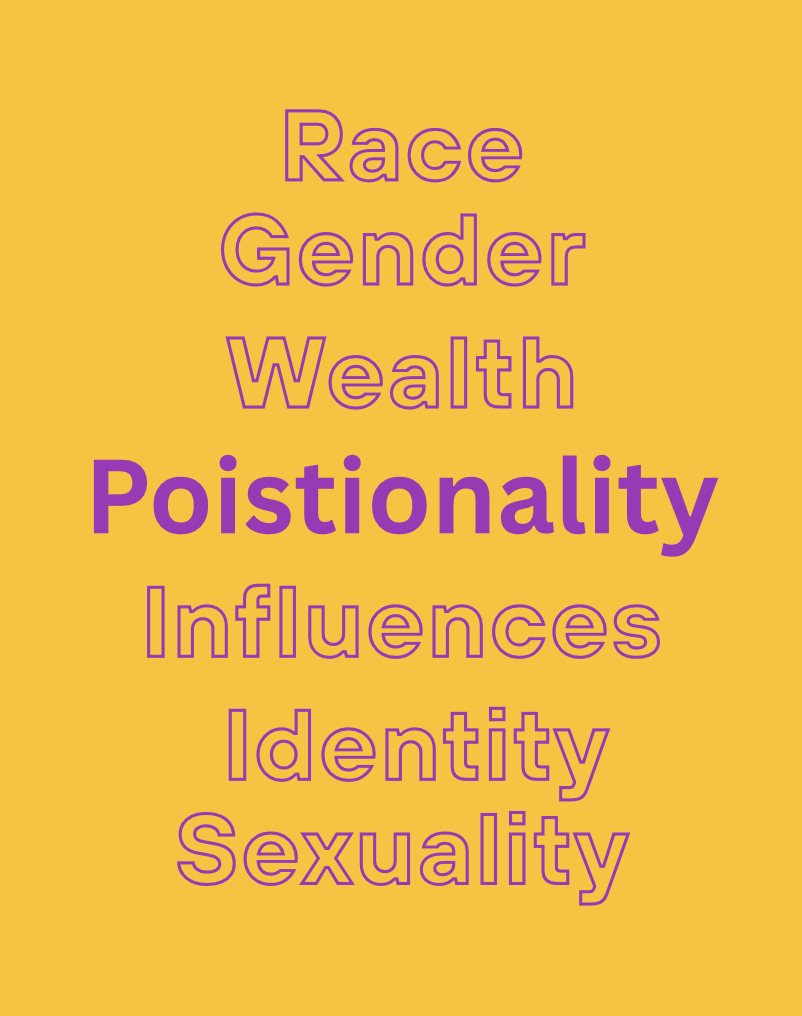 Race
Gender
Wealth
Poistionality
Influences
Identity
Sexuality